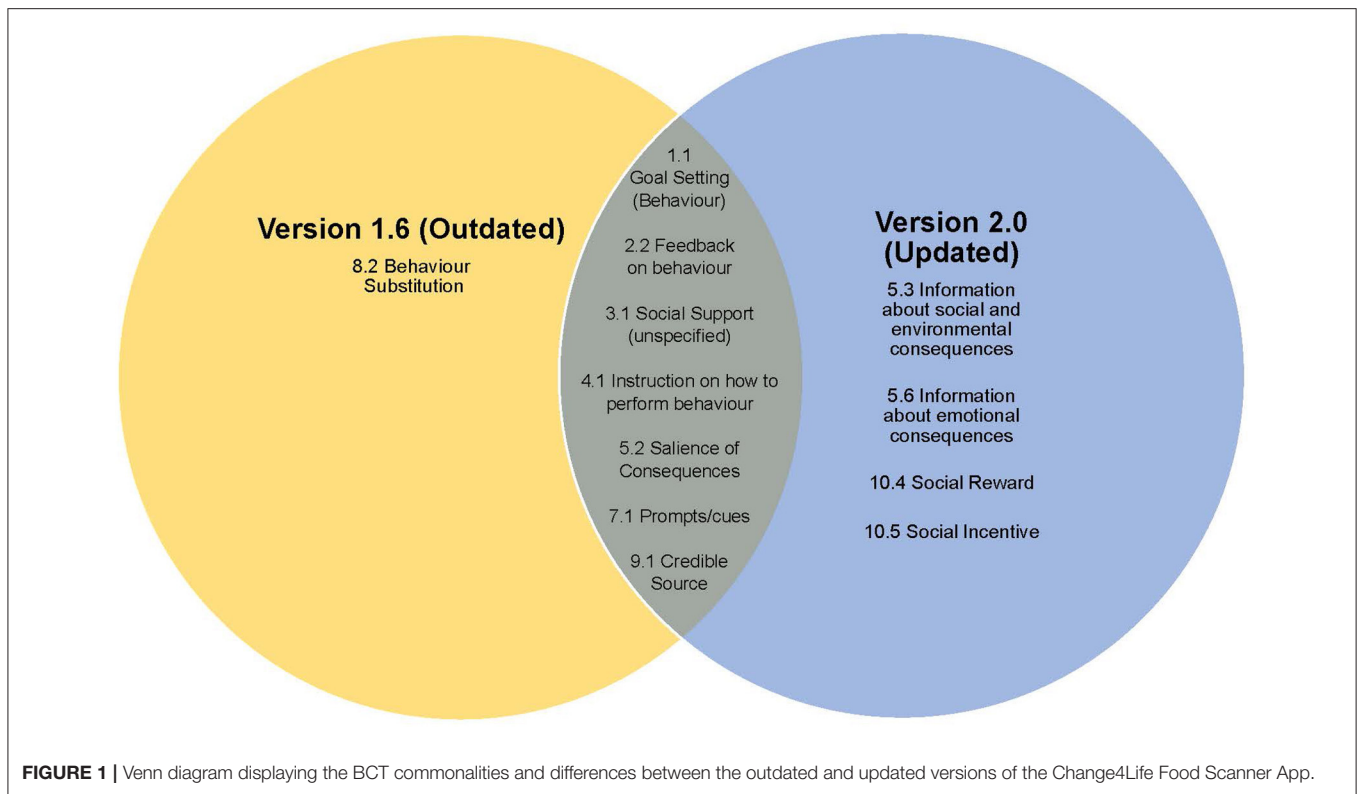 Version 1.6 (Outdated)
8.2 Behaviour
Substitution
1.1
Goal Setting
(Behaviour)
2.2 Feedback
on behaviour
3.1 Social Support
(unspecified)
4.1 Instruction on how to
perform behaviour
5.2 Salience of
Consequences
7.1 Prompts/cues
9.1 Credible
Source
Version 2.0
(Updated)
5.3 Information
about social and
environmental
consequences
5.6 Information
about emotional
consequences
10.4 Social Reward
10.5 Social Incentive
FIGURE 1 | Venn diagram displaying the BCT commonalities and differences between the outdated and updated versions of the Change4Life Food Scanner App.